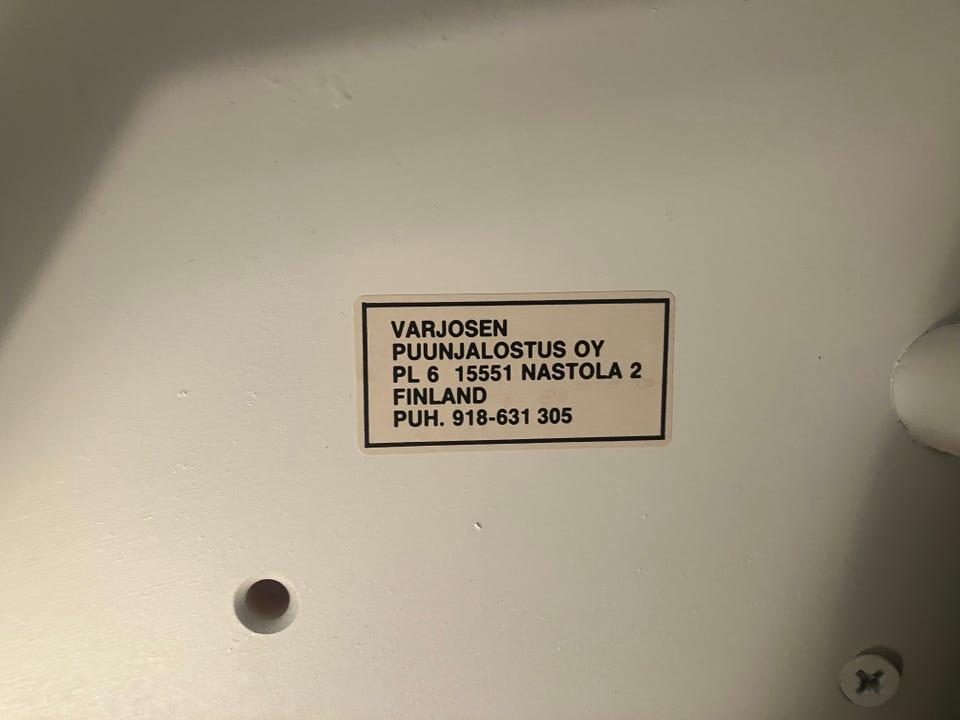 VARJOSEN
PUUNJALOSTUS OY
PL 6 15551 NASTOLA 2
FINLAND
PUH. 918-631 305